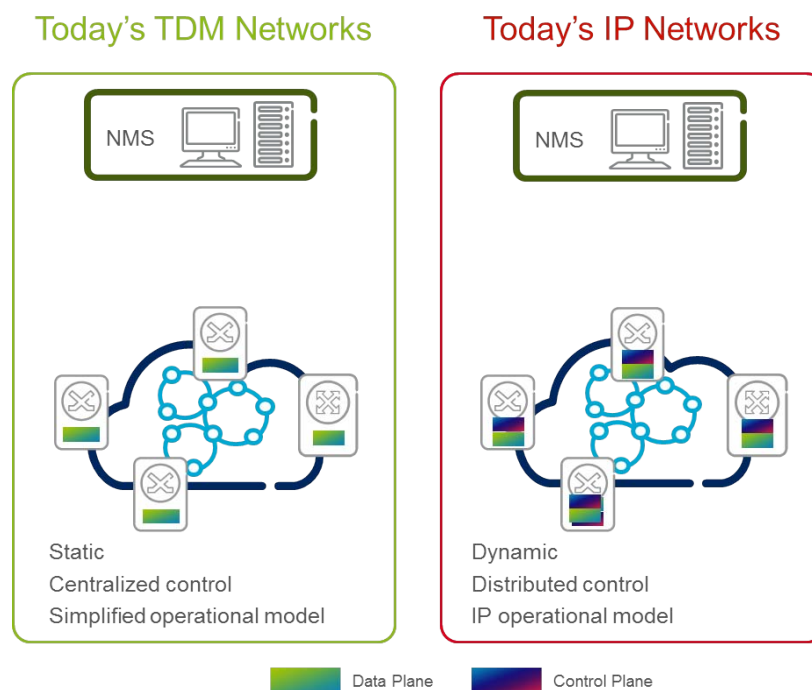 Today's TDM Networks
NMS
Static
Centralized control
Simplified operational model
Today's IP Networks
NMS
Dynamic
Distributed control
IP operational model
Data Plane
Control Plane